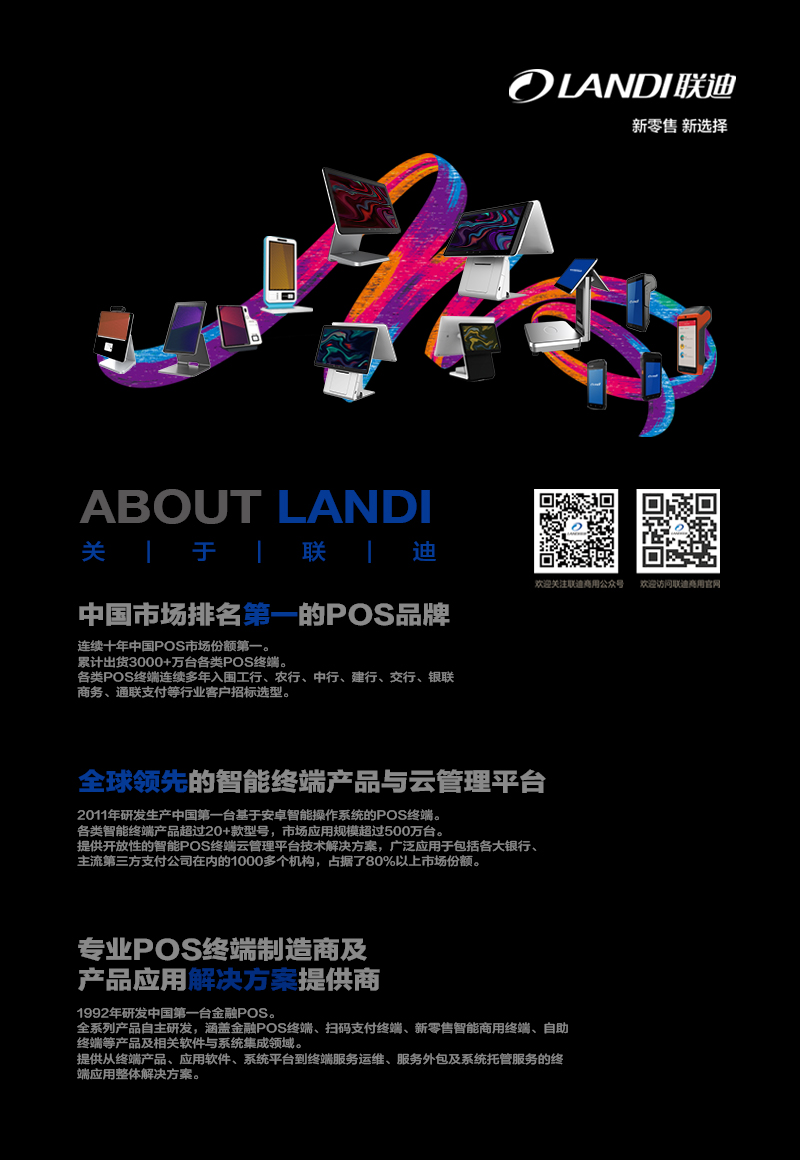 LANDI联迪
新零售 新选择
ABOUT LANDI
关 | 于 | 联 | 迪
欢迎关注联迪商用公众号 欢迎访问联迪商用官网
中国市场排名第一的POS品牌
连续十年中国POS市场份额第一。
累计出货3000+万台各类POS终端。
各类POS终端连续多年入围工行、农行、中行、建行、交行、银联
商务、通联支付等行业客户招标选型。
全球领先的智能终端产品与云管理平台
2011年研发生产中国第一台基于安卓智能操作系统的POS终端。
各类智能终端产品超过20+款型号，市场应用规模超过500万台。
提供开放性的智能POS终端云管理平台技术解决方案，广泛应用于包括各大银行、
主流第三方支付公司在内的1000多个机构，占据了80%以上市场份额。
专业POS终端制造商及
产品应用解决方案提供商
1992年研发中国第一台金融POS。
全系列产品自主研发，涵盖金融POS终端、扫码支付终端、新零售智能商用终端、自助
终端等产品及相关软件与系统集成领域。
提供从终端产品、应用软件、系统平台到终端服务运维、服务外包及系统托管服务的终
端应用整体解决方案。